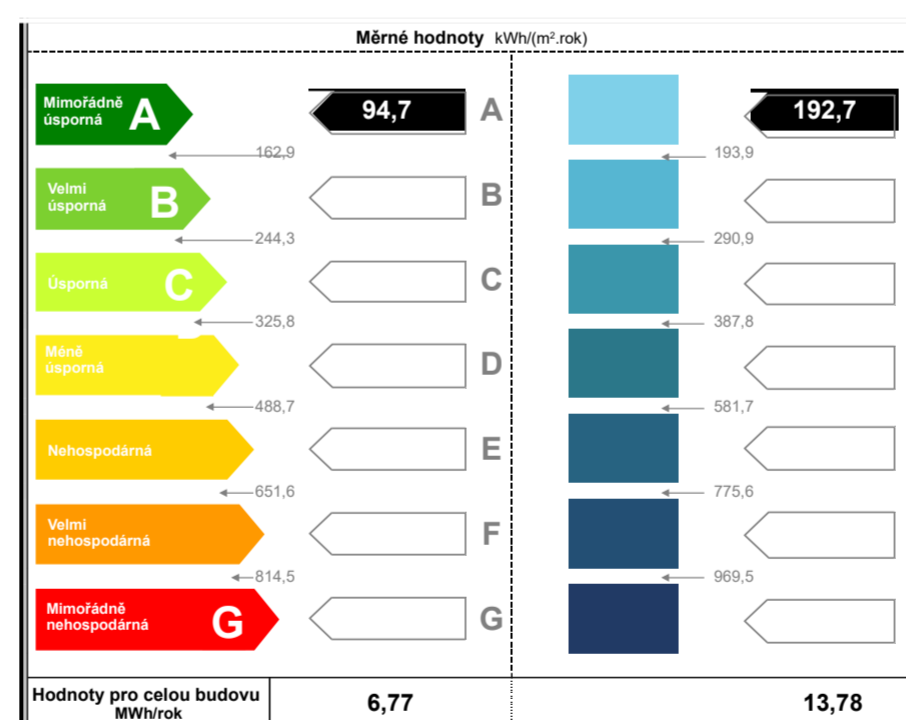 Měrné hodnoty kWh/(m².rok)
Mimořádně
úsporná A
94,7
A
192,7
162,9
193,9
Velmi
úsporná B
B
244,3
290,9
Úsporná C
C
325,8
387,8
Méně
úsporná
D
488,7
581,7
Nehospodárná
E
651,6
775,6
Velmi
nehospodárná
F
814,5
969,5
Mimořádně
nehospodárná G
G
Hodnoty pro celou budovu
MWh/rok
6,77
13,78